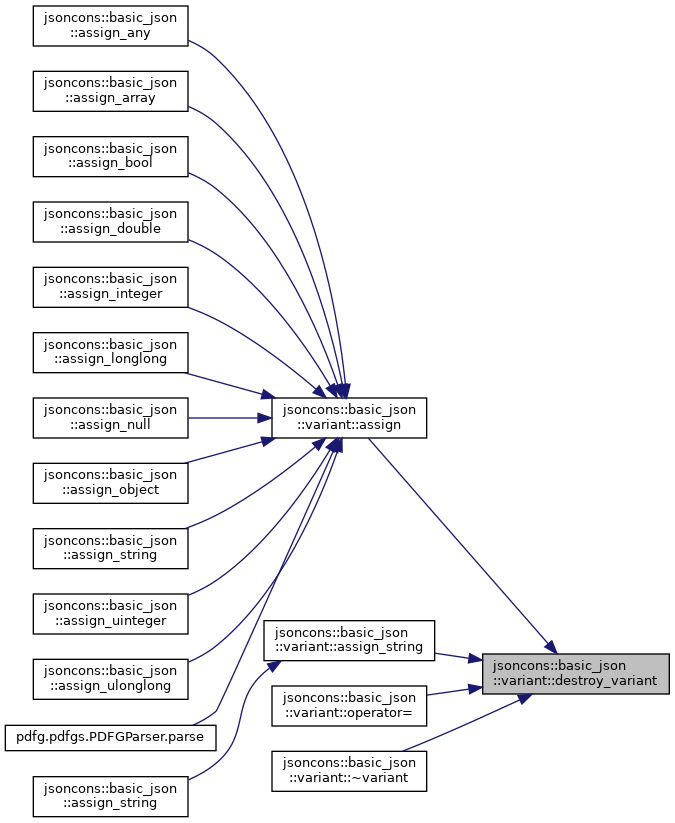 jsoncons::basic_json
::assign_any
jsoncons::basic_json
::assign_array
jsoncons::basic_json
::assign_bool
jsoncons::basic_json
::assign_double
jsoncons::basic_json
::assign_integer
jsoncons::basic_json
::assign_longlong
jsoncons::basic_json
::assign_null
jsoncons::basic_json
::assign_object
jsoncons::basic_json
::assign_string
jsoncons::basic_json
::assign_uinteger
jsoncons::basic_json
::assign_ulonglong
pdfg.pdfgs.PDFGParser.parse
jsoncons::basic_json
::assign_string
jsoncons::basic_json
::variant::assign
jsoncons::basic_json
::variant::assign_string
jsoncons::basic_json
::variant::operator=
jsoncons::basic_json
::variant::~variant
jsoncons::basic_json
::variant::destroy_variant